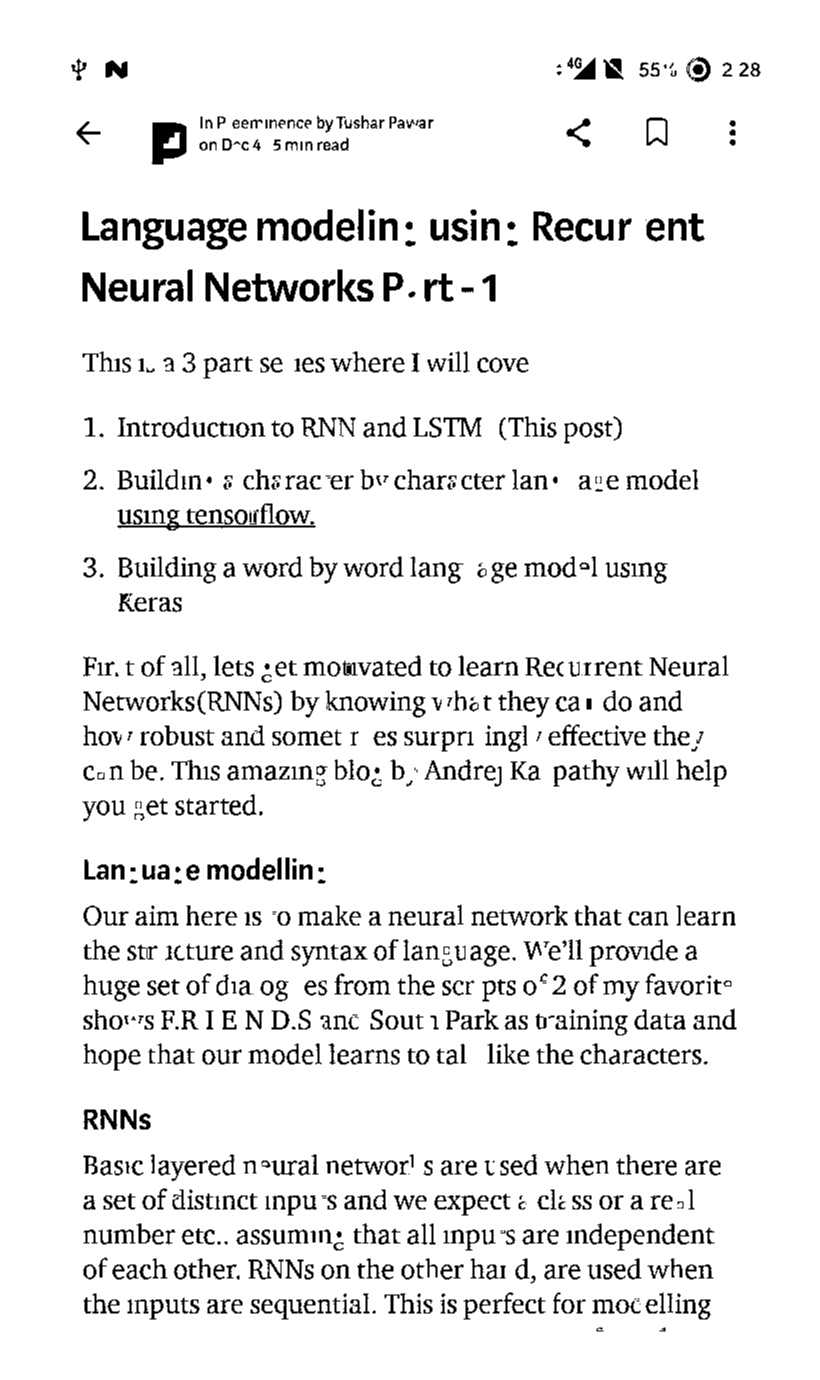 55% 2 28
In Preeminence by Tushar Pawar
on Dec 4 5 min read
Language modeling using Recurrent
Neural Networks Part - 1
This is a 3 part series where I will cover
1. Introduction to RNN and LSTM (This post)
2. Building a character by character language model
using tensorflow.
3. Building a word by word language model using
Keras
First of all, lets get motivated to learn Recurrent Neural
Networks(RNNs) by knowing what they can do and
how robust and sometimes surprisingly effective they
can be. This amazing blog by Andrej Karpathy will help
you get started.
Language modelling
Our aim here is to make a neural network that can learn
the structure and syntax of language. We'll provide a
huge set of dialogues from the scripts of 2 of my favorite
shows F.R I E N D.S and South Park as training data and
hope that our model learns to talk like the characters.
RNNs
Basic layered neural networks are used when there are
a set of distinct inputs and we expect a class or a real
number etc.. assuming that all inputs are independent
of each other. RNNs on the other hand, are used when
the inputs are sequential. This is perfect for modelling